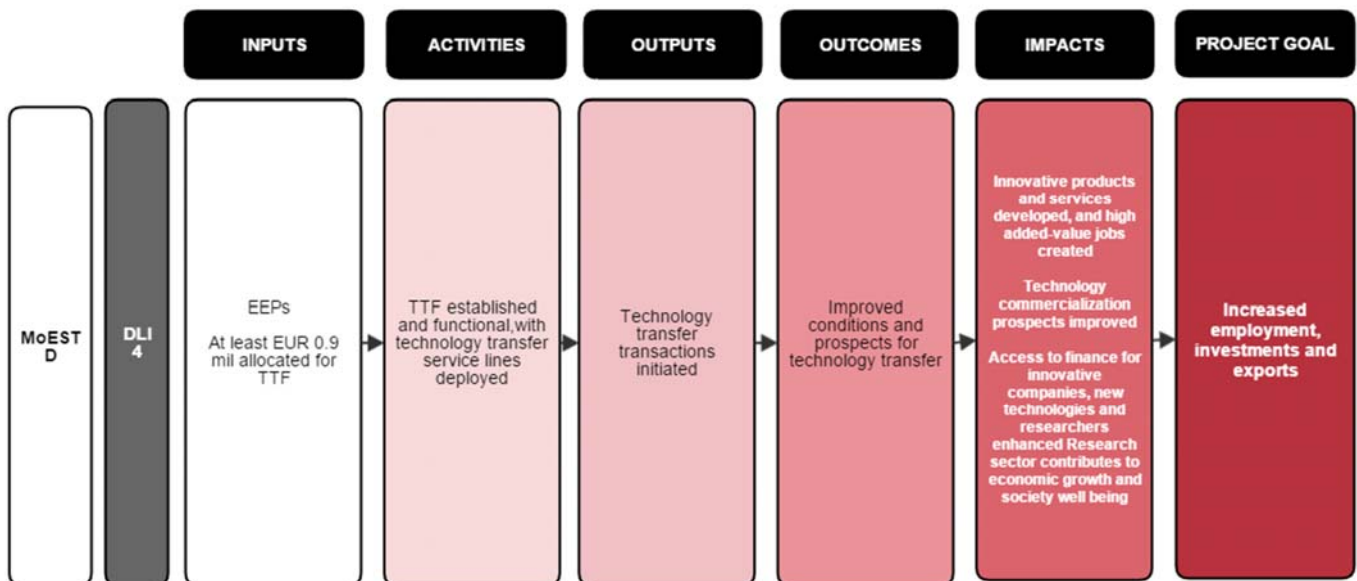 INPUTS
ACTIVITIES
OUTPUTS
OUTCOMES
IMPACTS
PROJECT GOAL
MoEST
D
DLI
4
EEPs
At least EUR 0.9
mil allocated for
TTF
TTF established
and functional,with
technology transfer
service lines
deployed
Technology
transfer
transactions
initiated
Improved
conditions and
prospects for
technology transfer
Innovative products
and services
developed, and high
added-value jobs
created
Technology
commercialization
prospects improved
Access to finance for
innovative
companies, new
technologies and
researchers
enhanced Research
sector contributes to
economic growth and
society well being
Increased
employment,
investments and
exports